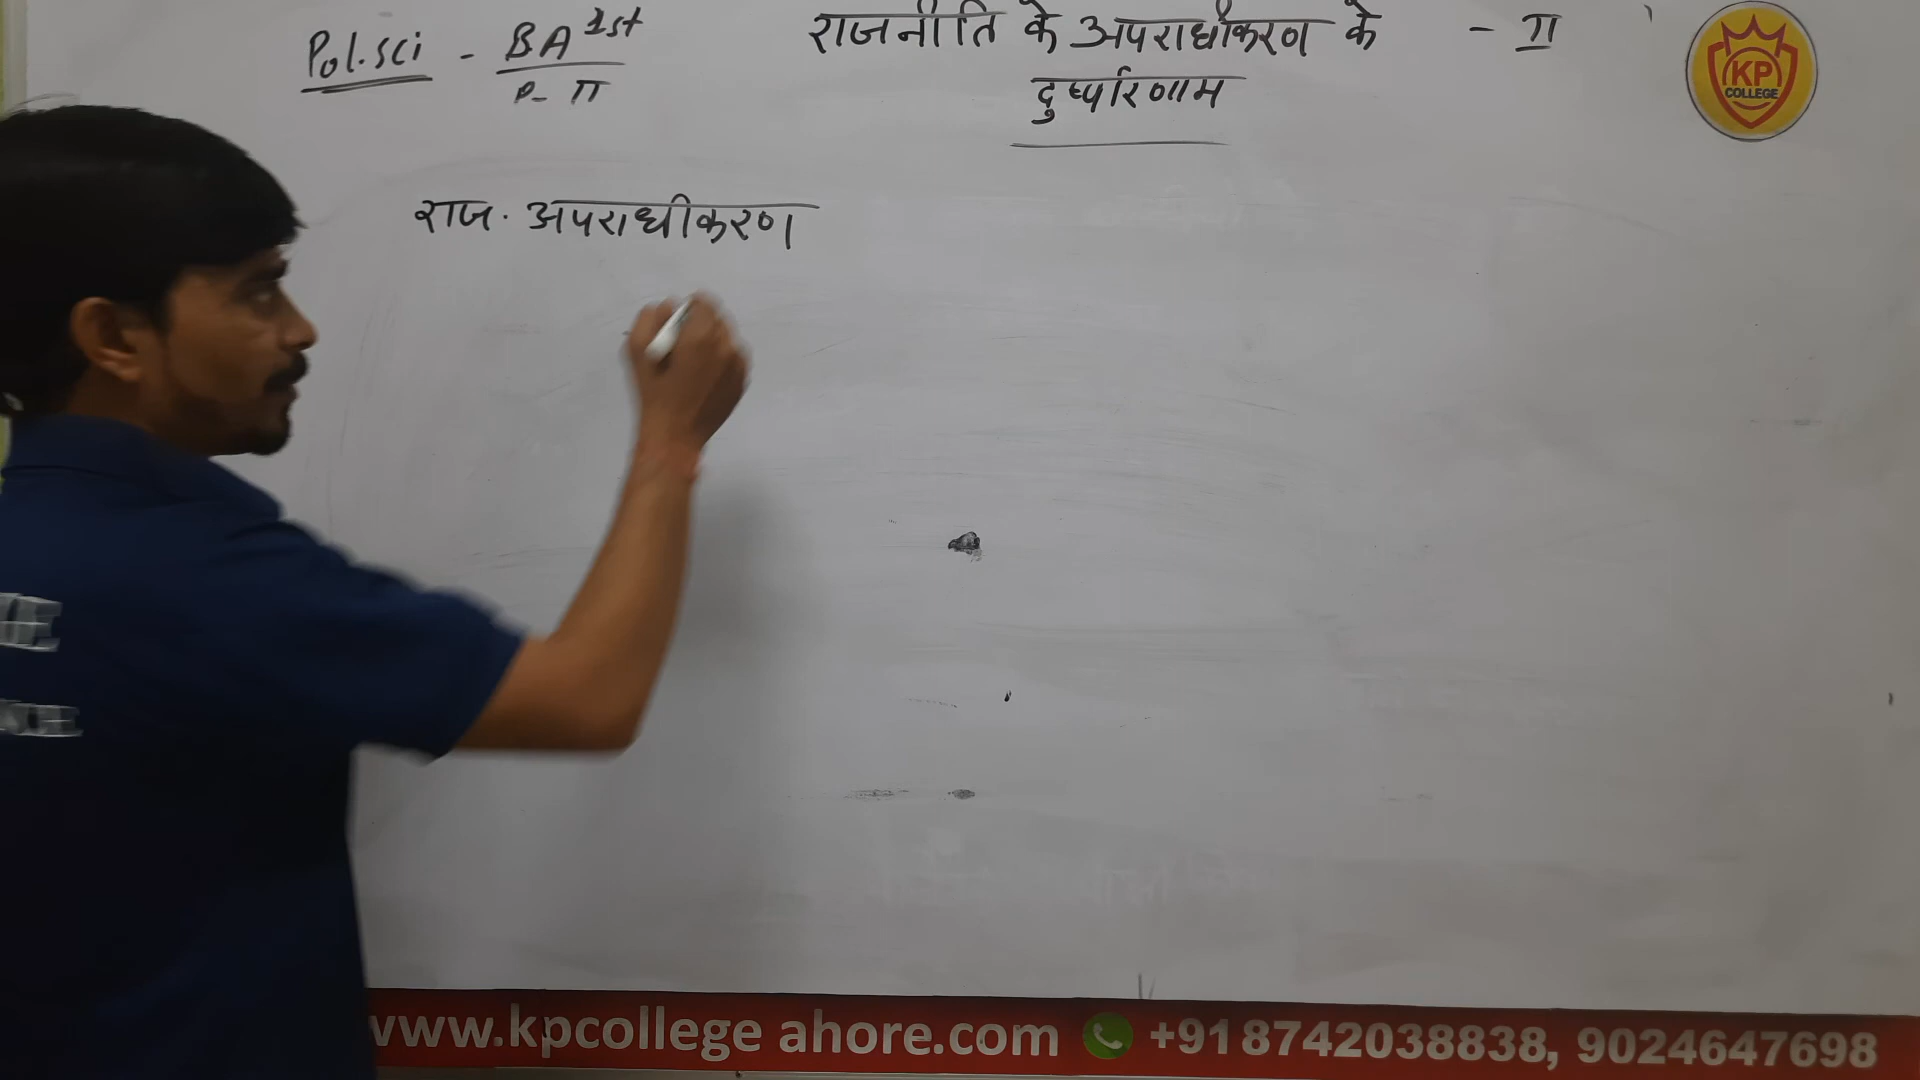 Pol.sci - BA 1st
P- II
राजनीति के अपराधीकरण के - II
दुष्परिणाम
KP
COLLEGE
राज. अपराधीकरण
www.kpcollege ahore.com +91 8742038838, 9024647698